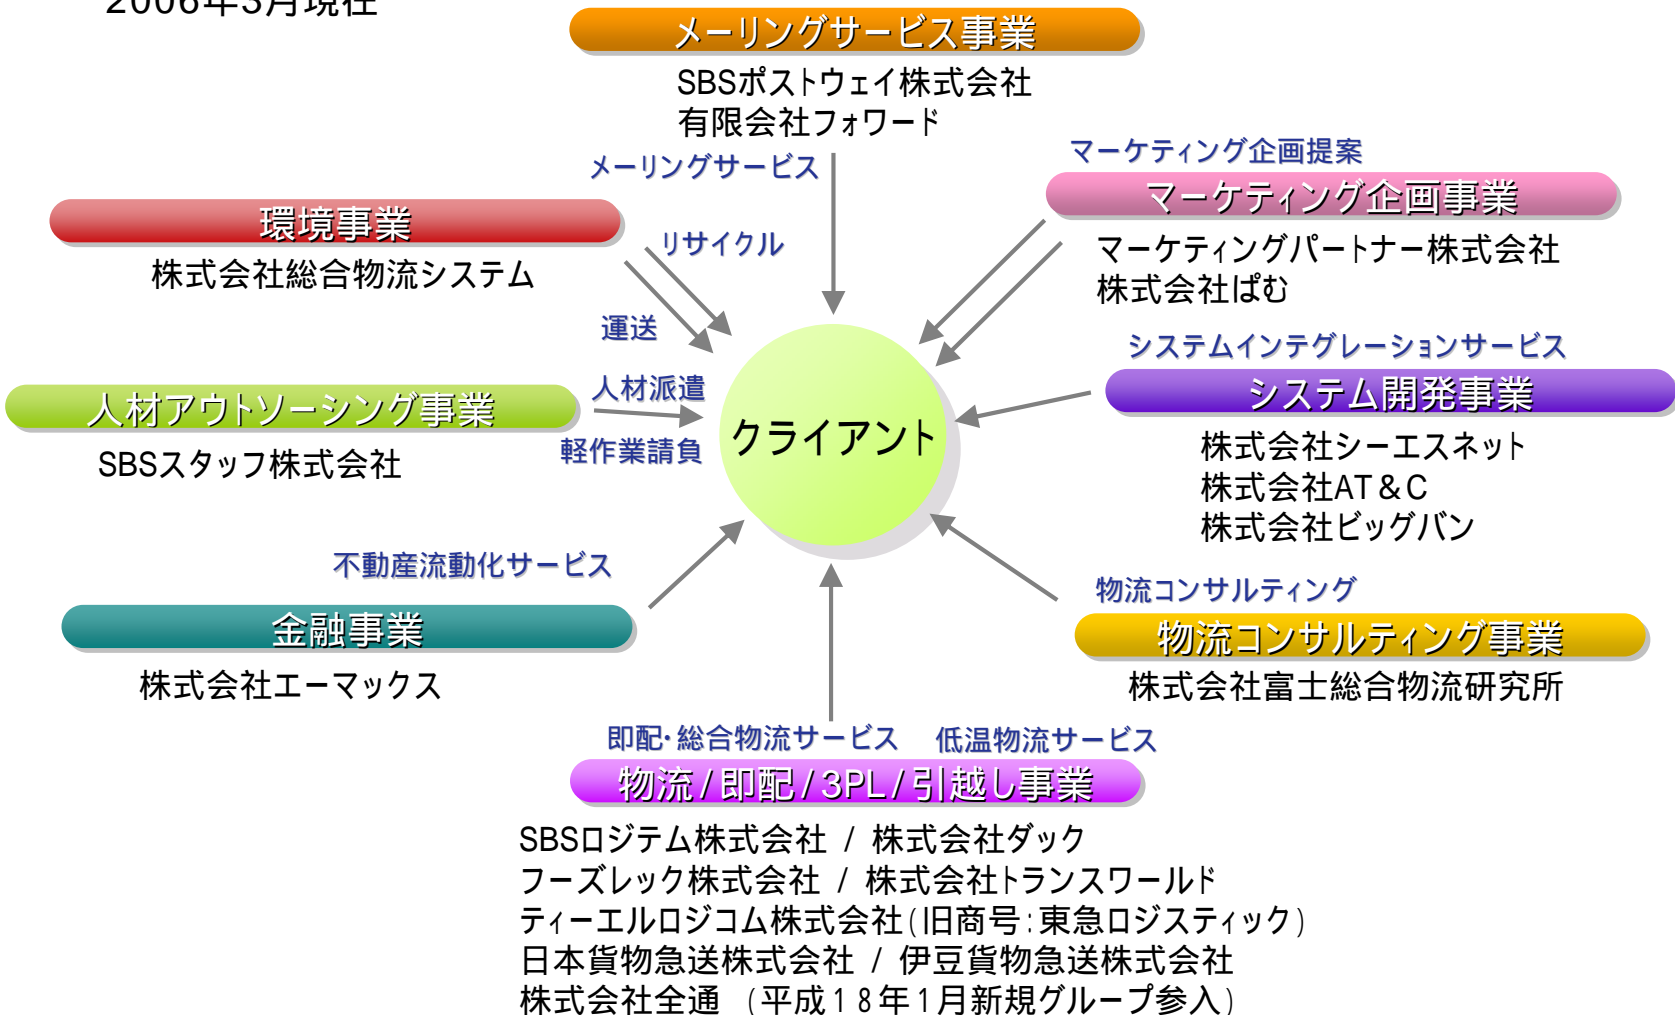 2006年3月現在
メーリングサービス事業
SBSポストウェイ株式会社
有限会社フォワード
メーリングサービス
マーケティング企画提案
マーケティング企画事業
マーケティングパートナー株式会社
株式会社ぱむ
環境事業
株式会社総合物流システム
リサイクル
運送
システムインテグレーションサービス
システム開発事業
株式会社シーエスネット
株式会社AT&C
株式会社ビッグバン
人材アウトソーシング事業
SBSスタッフ株式会社
人材派遣
軽作業請負
クライアント
不動産流動化サービス
金融事業
株式会社エーマックス
物流コンサルティング
物流コンサルティング事業
株式会社富士総合物流研究所
即配・総合物流サービス 低温物流サービス
物流/即配/3PL/引越し事業
SBSロジテム株式会社 / 株式会社ダック
フーズレック株式会社 / 株式会社トランスワールド
ティーエルロジコム株式会社(旧商号:東急ロジスティック)
日本貨物急送株式会社 / 伊豆貨物急送株式会社
株式会社全通 (平成18年1月新規グループ参入)